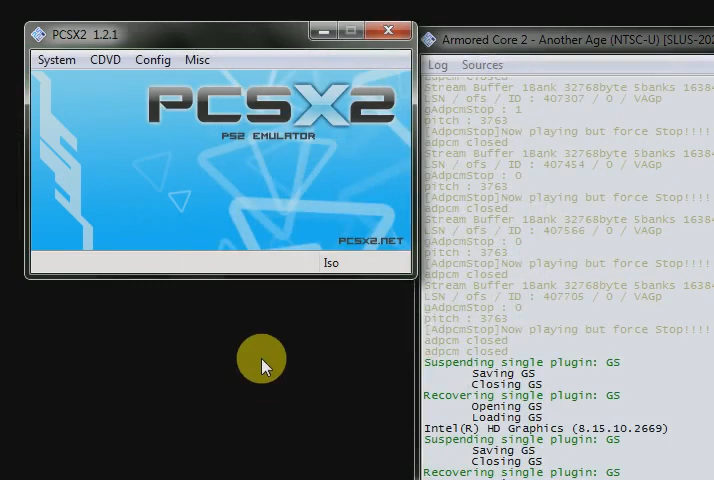 PCSX2 1.2.1
System CDVD Config Misc
PCSX2
PS2 EMULATOR
PCSX2.NET
Iso
Armored Core 2 - Another Age (NTSC-U) [SLUS-202
Log Sources
adpcm closed
Stream Buffer 1Bank 32768byte Sbanks 16384
LSN / ofs / ID : 407307 / 0 / VAGp
gAdpcmStop : 1
pitch : 3763
[AdpcmStop]Now playing but force Stop!!!!
adpcm closed
Stream Buffer 1Bank 32768byte Sbanks 16384
LSN / ofs / ID : 407454 / 0 / VAGp
gAdpcmStop : 0
pitch : 3763
[AdpcmStop]Now playing but force Stop!!!!
adpcm closed
Stream Buffer 1Bank 32768byte Sbanks 16384
LSN / ofs / ID : 407566 / 0 / VAGp
gAdpcmStop : 0
pitch : 3763
[AdpcmStop]Now playing but force Stop!!!!
adpcm closed
Stream Buffer 1Bank 32768byte Sbanks 16384
LSN / ofs / ID : 407705 / 0 / VAGp
gAdpcmStop : 0
pitch : 3763
[AdpcmStop]Now playing but force Stop!!!!
adpcm closed
adpcm closed
Suspending single plugin: GS
Saving GS
Closing GS
Recovering single plugin: GS
Opening GS
Loading GS
Intel(R) HD Graphics (8.15.10.2669)
Suspending single plugin: GS
Saving GS
Closing GS
Recovering single plugin: GS